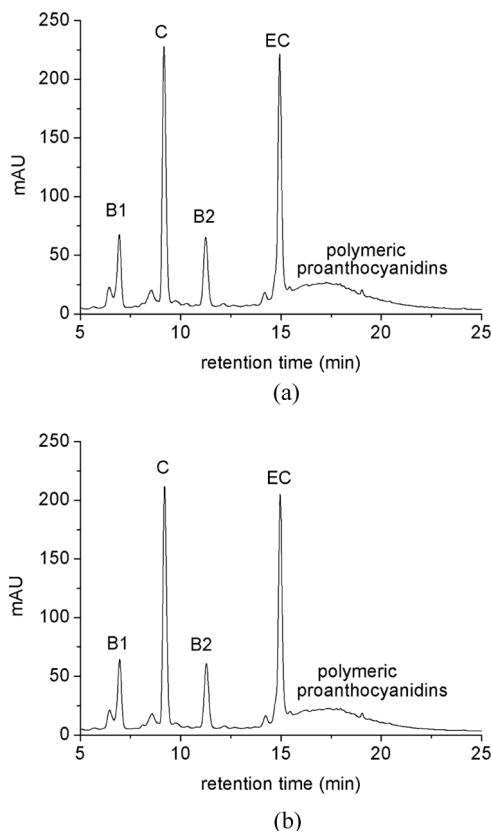 250
200
150
100
50
0
mAU
C
EC
B1
B2
polymeric
proanthocyanidins
5 10 15 20 25
retention time (min)
(a)
250
200
150
100
50
0
mAU
C
EC
B1
B2
polymeric
proanthocyanidins
5 10 15 20 25
retention time (min)
(b)